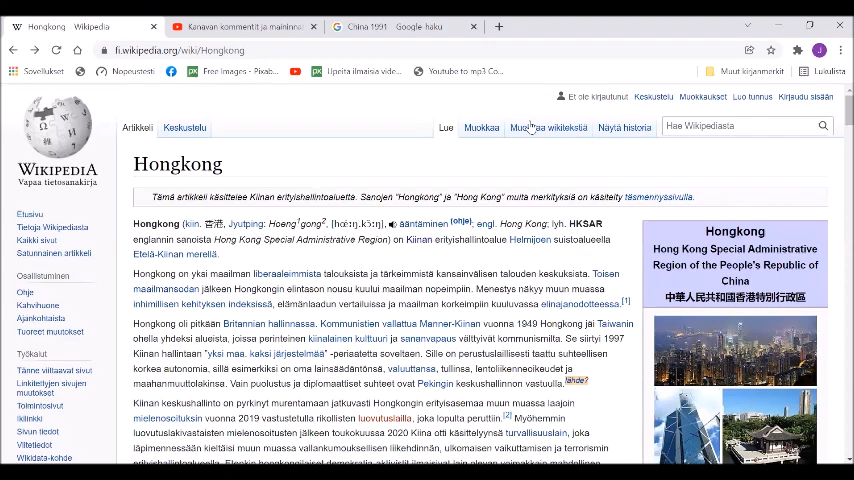 Hongkong – Wikipedia
Kanavan kommentit ja maininna
China 1991 - Google-haku
fi.wikipedia.org/wiki/Hongkong
Sovellukset
Nopeustesti
Free Images - Pixab...
Upeita ilmaisia vide...
Youtube to mp3 Co...
Muut kirjanmerkit
Lukulista
Et ole kirjautunut Keskustelu Muokkaukset Luo tunnus Kirjaudu sisään
Artikkeli Keskustelu Lue Muokkaa wikitekstiä Näytä historia
Hae Wikipediasta
WIKIPEDIA
Vapaa tietosanakirja
Etusivu
Tietoja Wikipediasta
Kaikki sivut
Satunnainen artikkeli
Osallistuminen
Ohje
Kahvihuone
Ajankohtaista
Tuoreet muutokset
Työkalut
Tänne viittaavat sivut
Linkitettyjen sivujen
muutokset
Toimintosivut
Ikilinkki
Sivun tiedot
Viitetiedot
Wikidata-kohde
Hongkong
Tämä artikkeli käsittelee Kiinan erityishallintoaluetta. Sanojen "Hongkong" ja "Hong Kong" muita merkityksiä on käsitelty täsmennyssivulla.
Hongkong (kiin. 香港, Jyutping: Hoeng1gong2, [hœːŋ.kɔ̌ːŋ], ääntäminen (ohje); engl. Hong Kong; lyh. HKSAR
englannin sanoista Hong Kong Special Administrative Region) on Kiinan erityishallintoalue Helmijoen suistoalueella
Etelä-Kiinan merellä.
Hongkong on yksi maailman liberaaleimmista talouksista ja tärkeimmistä kansainvälisen talouden keskuksista. Toisen
maailmansodan jälkeen Hongkongin elintason nousu kuului maailman nopeimpiin. Menestys näkyy muun muassa
inhimillisen kehityksen indeksissä, elämänlaadun vertailuissa ja maailman korkeimpiin kuuluvassa elinajanodotteessa.[1]
Hongkong oli pitkään Britannian hallinnassa. Kommunistien vallattua Manner-Kiinan vuonna 1949 Hongkong jäi Taiwanin
ohella yhdeksi alueista, joissa perinteinen kiinalainen kulttuuri ja sananvapaus välttyivät kommunismilta. Se siirtyi 1997
Kiinan hallintaan "yksi maa, kaksi järjestelmää" -periaatetta soveltaen. Sille on perustuslaillisesti taattu suhteellisen
korkea autonomia, sillä esimerkiksi on oma lainsäädäntönsä, valuuttansa, tullinsa, lentoliikenneoikeudet ja
maahanmuuttolakinsa. Vain puolustus ja diplomaattiset suhteet ovat Pekingin keskushallinnon vastuulla.[lähde?]
Kiinan keskushallinto on pyrkinyt murentamaan jatkuvasti Hongkongin autonomiaa muun muassa laajoin
mielenosoituksin vuonna 2019 vastustetulla rikollisten luovutuslailla, joka lopulta peruttiin.[2] Myöhemmin
luovutuslakivastaisten mielenosoitusten jälkeen toukokuussa 2020 Kiina otti käsittelyynsä turvallisuuslain, joka
läpimennessään kieltäisi muun muassa vallankumouksellisen liikehdinnän, ulkomaisen vaikuttamisen ja terrorismin
Hongkong
Hong Kong Special Administrative
Region of the People's Republic of
China
中華人民共和國香港特別行政區